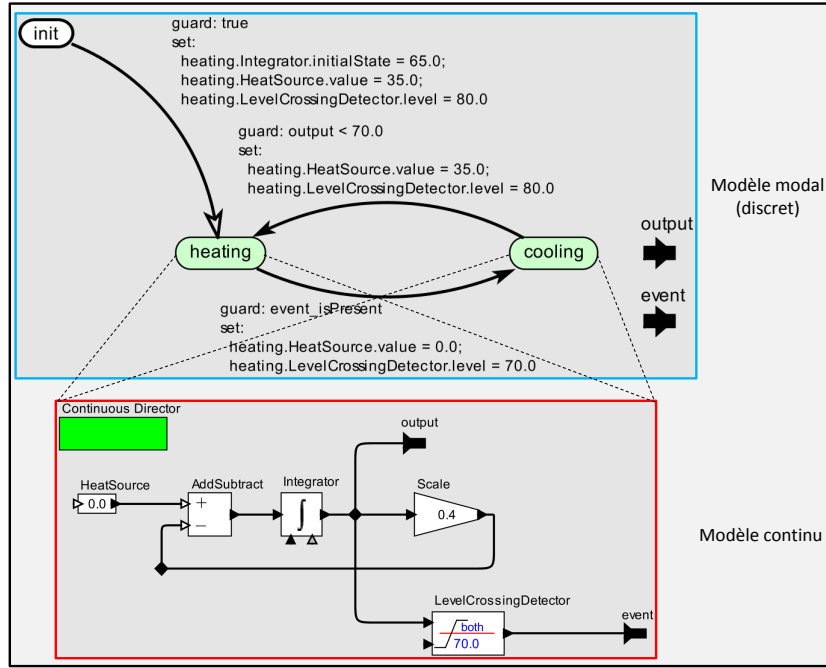 init
guard: true
set:
heating.Integrator.initialState = 65.0;
heating.HeatSource.value = 35.0;
heating.LevelCrossingDetector.level = 80.0
guard: output < 70.0
set:
heating.HeatSource.value = 35.0;
heating.LevelCrossingDetector.level = 80.0
Modèle modal
(discret)
output
heating
cooling
event
guard: event_isPresent
set:
heating.HeatSource.value = 0.0;
heating.LevelCrossingDetector.level = 70.0
Continuous Director
output
HeatSource
AddSubtract
Integrator
Scale
0.0
+
−
∫
0.4
Modèle continu
LevelCrossingDetector
event
both
70.0